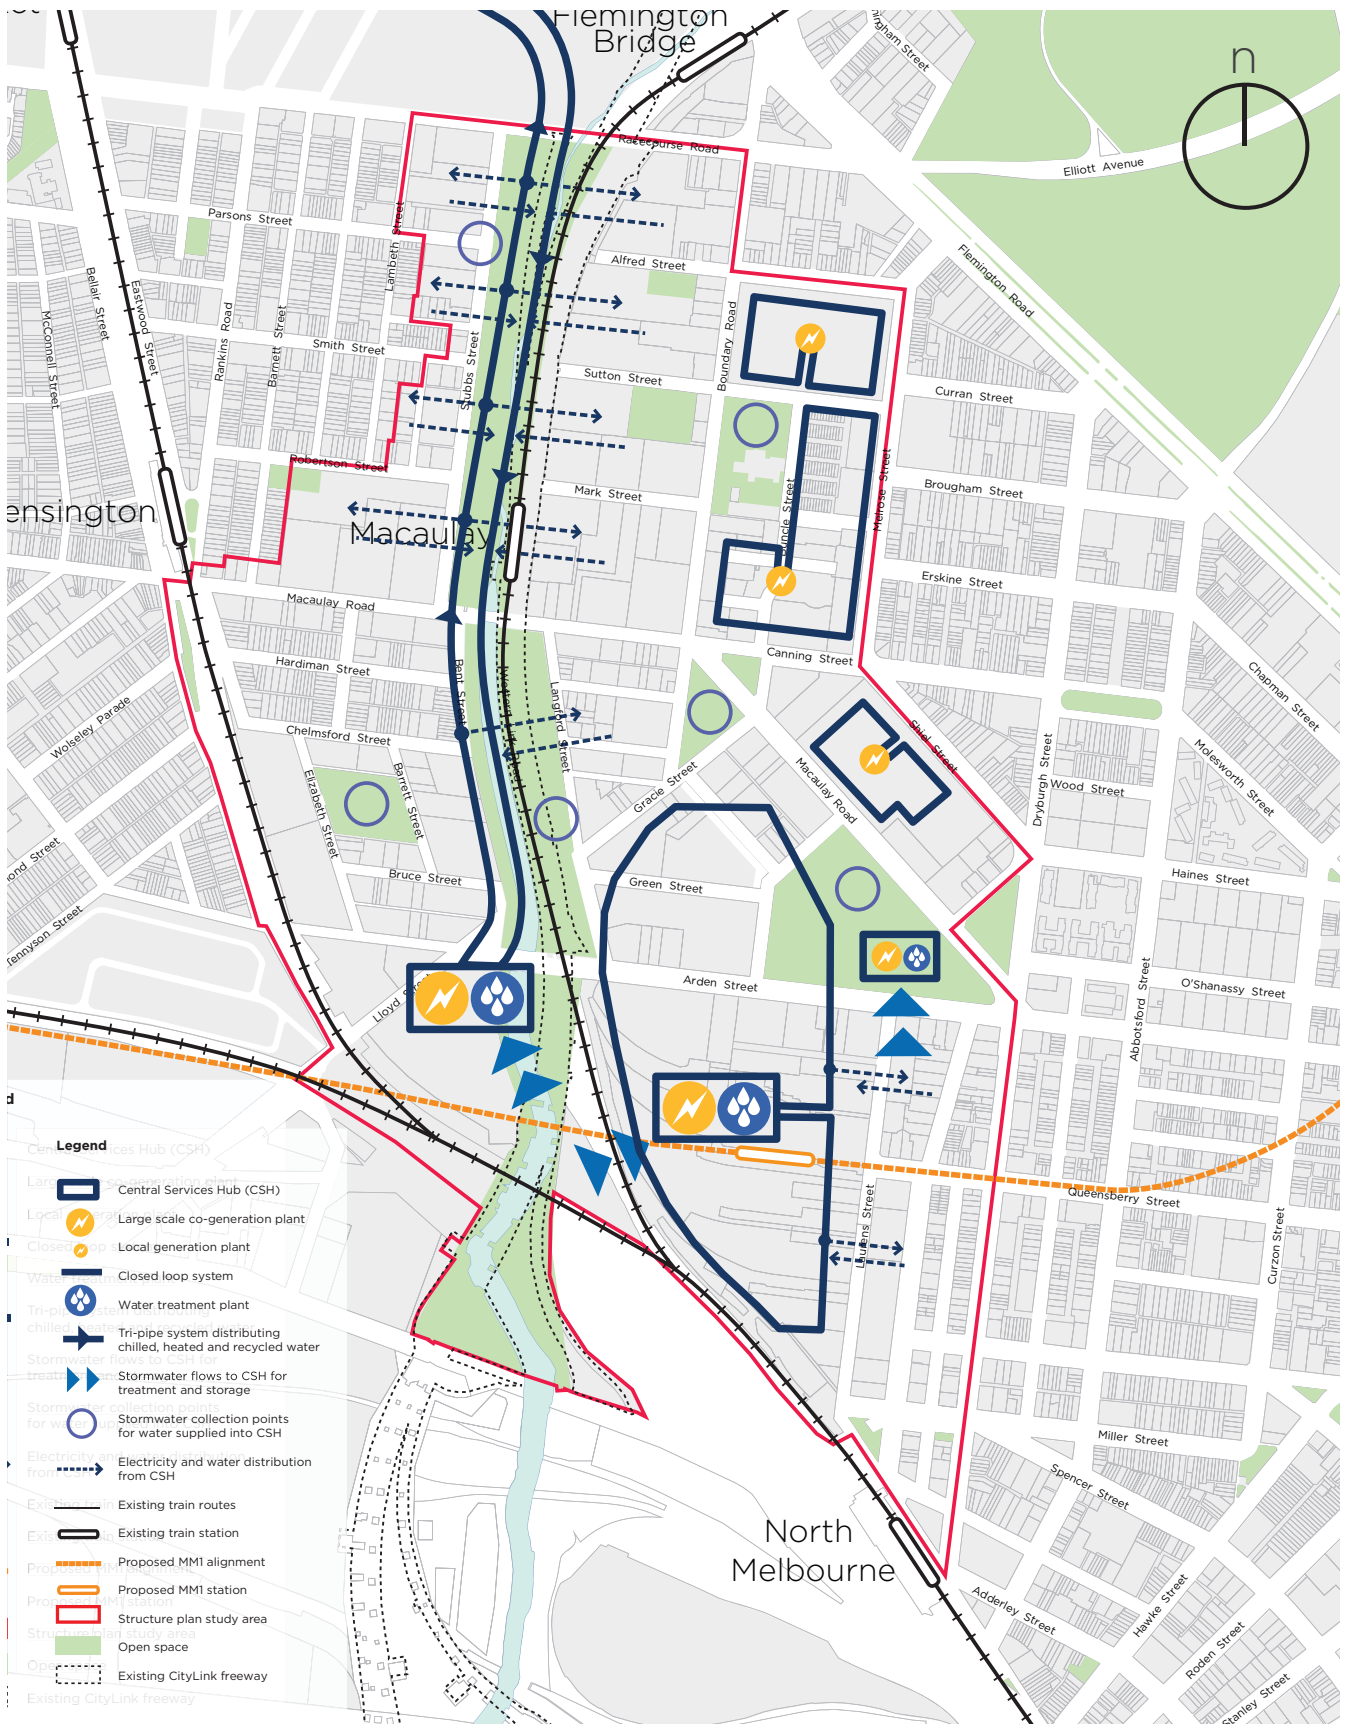 Flemington
Bridge
n
Racecourse Road
Elliott Avenue
Parsons Street
Lambeth Street
Alfred Street
Flemington Road
Bellair Street
Eastwood Street
McConnell Street
Rankins Road
Barnett Street
Smith Street
Stubbs Street
Boundary Road
Sutton Street
Curran Street
Robertson Street
Mark Street
Melrose Street
Brougham Street
ensington
Macaulay
Erskine Street
Macaulay Road
Canning Street
Hardiman Street
Bent Street
Langford Street
Chapman Street
Wolseley Parade
Chelmsford Street
Shiel Street
Molesworth Street
Macaulay Road
Dryburgh Street
Wood Street
Gracie Street
Elizabeth Street
Barrett Street
ond Street
Bruce Street
Green Street
Haines Street
Tennyson Street
Arden Street
O'Shanassy Street
Abbotsford Street
Lloyd
Queensberry Street
Laurens Street
Curzon Street
Miller Street
Spencer Street
North
Melbourne
Adderley Street
Hawke Street
Roden Street
Stanley Street
Legend
Central Services Hub (CSH)
Large scale co-generation plant
Local generation plant
Closed loop system
Water treatment plant
Tri-pipe system distributing
chilled, heated and recycled water
Stormwater flows to CSH for
treatment and storage
Stormwater collection points
for water supplied into CSH
Electricity and water distribution
from CSH
Existing train routes
Existing train station
Proposed MM1 alignment
Proposed MM1 station
Structure plan study area
Open space
Existing CityLink freeway